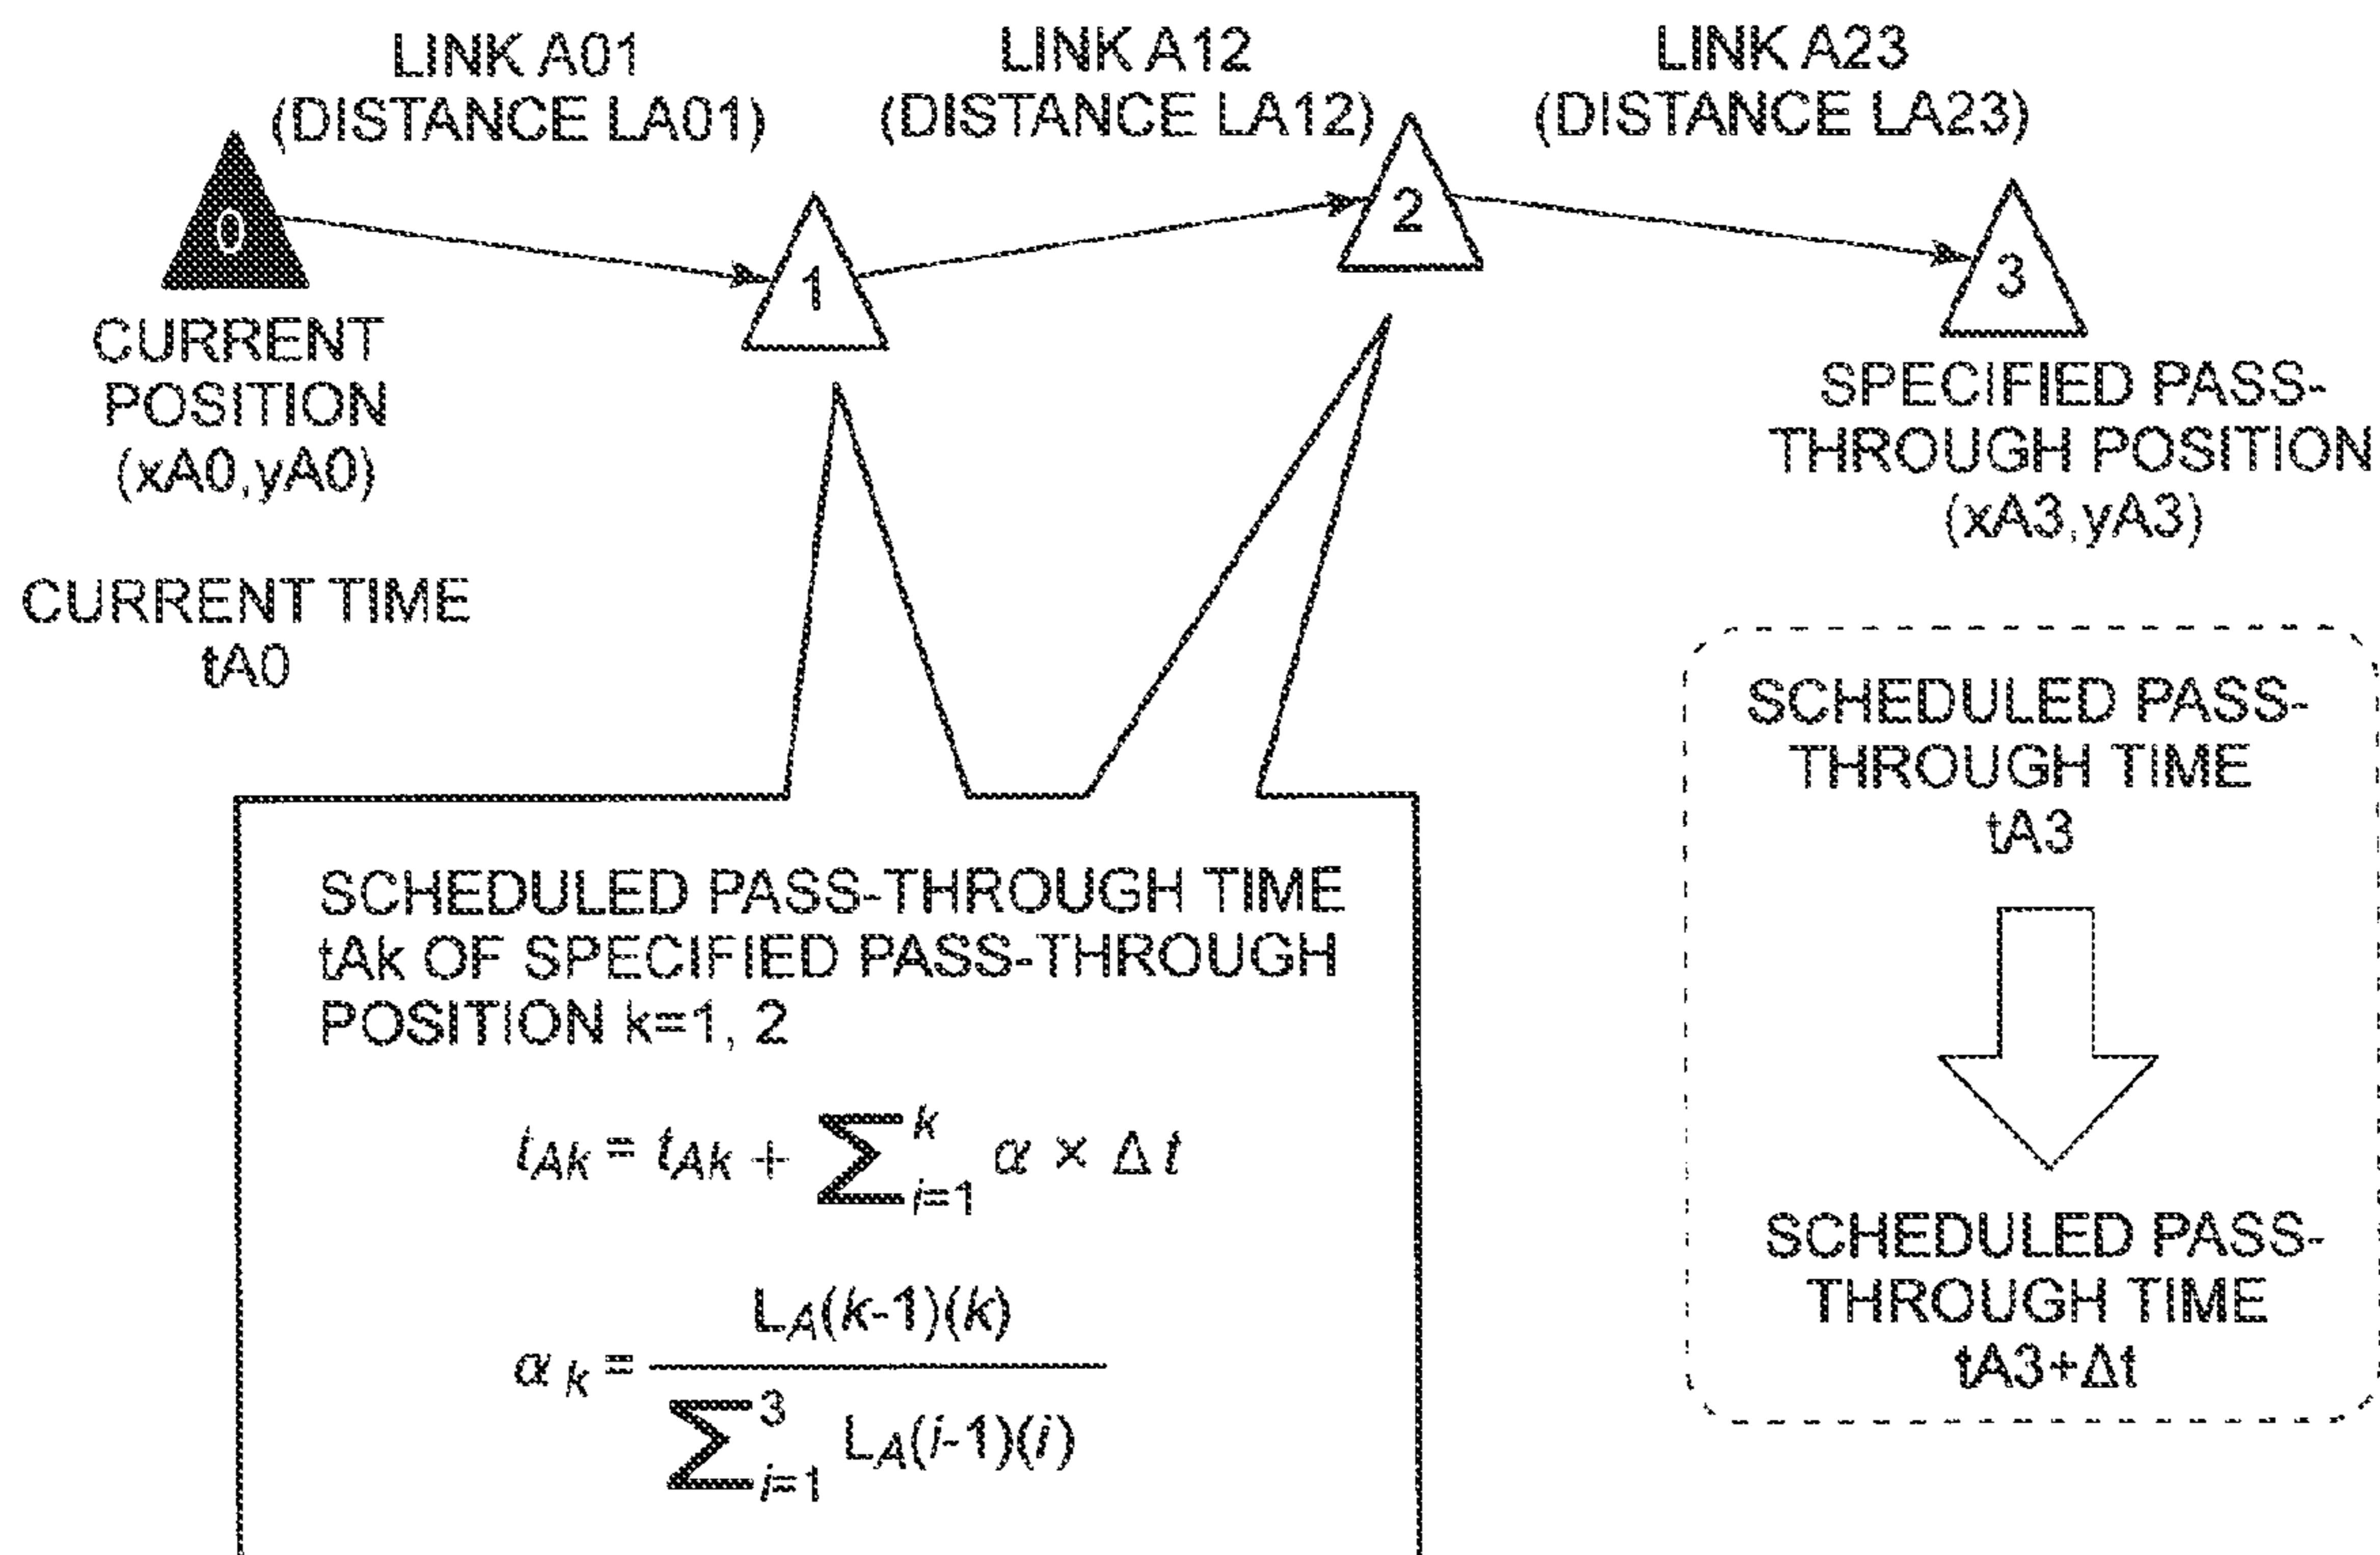 LINK A01
(DISTANCE LA01)
LINK A12
(DISTANCE LA12)
LINK A23
(DISTANCE LA23)
0
1
2
3
CURRENT
POSITION
(xA0,yA0)
CURRENT TIME
tA0
SPECIFIED PASS-
THROUGH POSITION
(xA3,yA3)
SCHEDULED PASS-
THROUGH TIME
tA3
SCHEDULED PASS-
THROUGH TIME
tA3+Δt
SCHEDULED PASS-THROUGH TIME
tAk OF SPECIFIED PASS-THROUGH
POSITION k=1, 2
tAk = tAk + ∑ k i=1 α × Δt
αk = LA(k-1)(k) / ∑ 3 i=1 LA(i-1)(i)